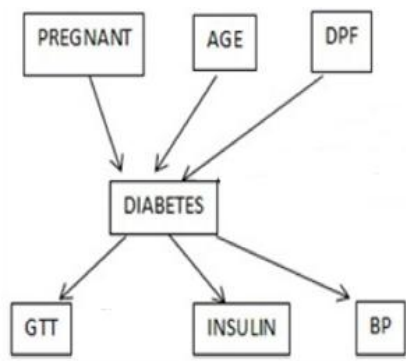 PREGNANT
AGE
DPF
DIABETES
GTT
INSULIN
BP